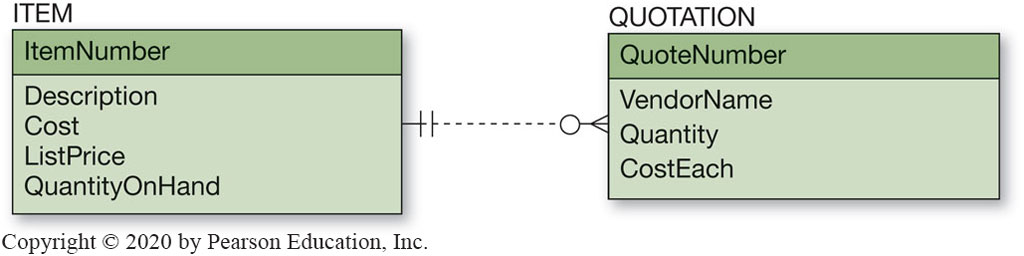 ITEM
ItemNumber
Description
Cost
ListPrice
QuantityOnHand
QUOTATION
QuoteNumber
VendorName
Quantity
CostEach
Copyright © 2020 by Pearson Education, Inc.